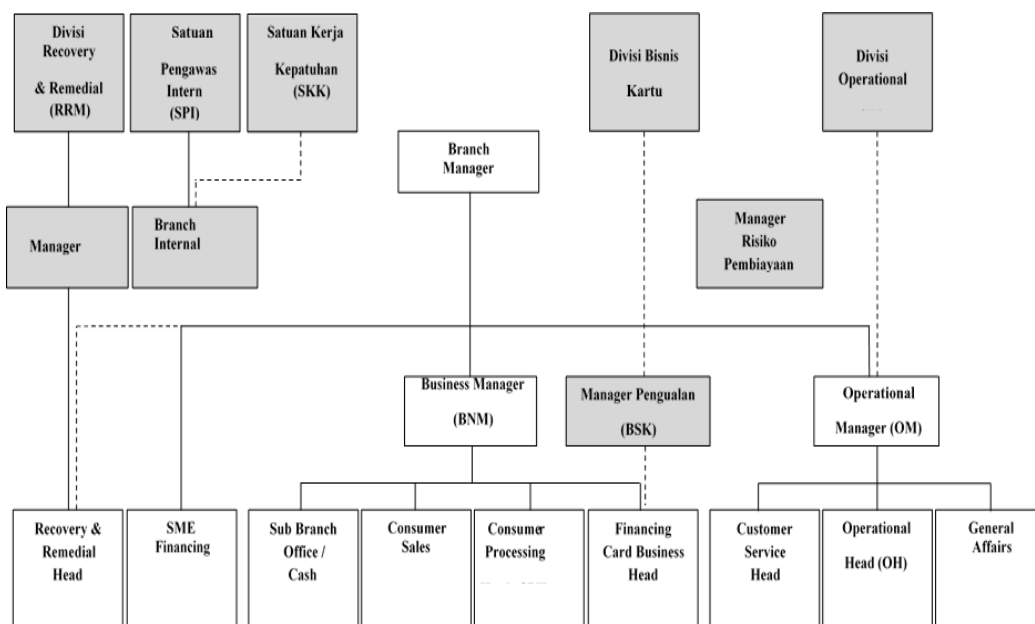 Divisi
Recovery
& Remedial
(RRM)
Satuan
Pengawas
Intern
(SPI)
Satuan Kerja
Kepatuhan
(SKK)
Divisi Bisnis
Kartu
Divisi
Operational
Branch
Manager
Manager
Branch
Internal
Manager
Risiko
Pembiayaan
Business Manager
(BNM)
Manager Pengualan
(BSK)
Operational
Manager (OM)
Recovery &
Remedial
Head
SME
Financing
Sub Branch
Office /
Cash
Consumer
Sales
Consumer
Processing
Financing
Card Business
Head
Customer
Service
Head
Operational
Head (OH)
General
Affairs